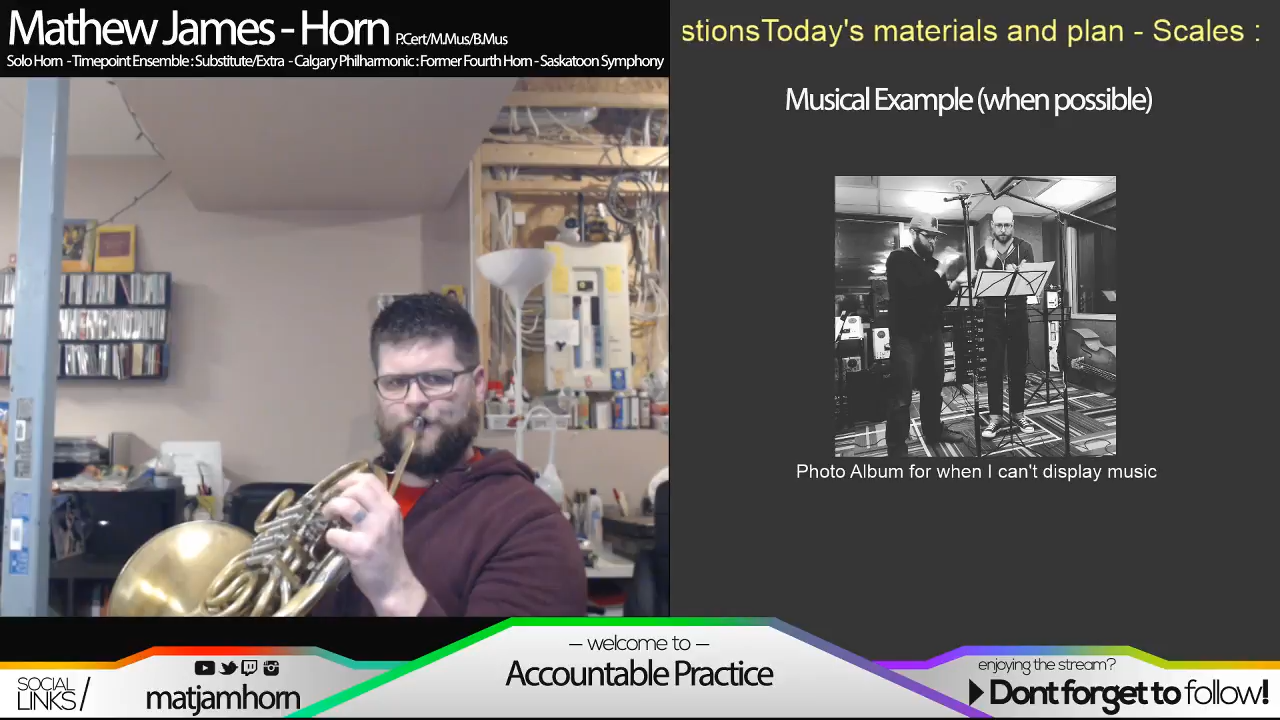 Mathew James - Horn P.Cert/M.Mus/B.Mus
Solo Horn - Timepoint Ensemble : Substitute/Extra - Calgary Philharmonic : Former Fourth Horn - Saskatoon Symphony
stionsToday's materials and plan - Scales :
Musical Example (when possible)
Photo Album for when I can't display music
SOCIAL
LINKS
matjamhorn
— welcome to —
Accountable Practice
enjoying the stream?
Dont forget to follow!